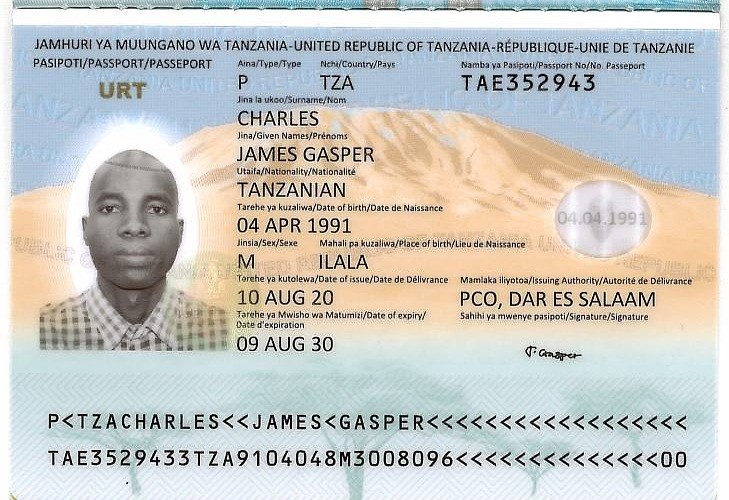 JAMHURI YA MUUNGANO WA TANZANIA-UNITED REPUBLIC OF TANZANIA-RÉPUBLIQUE-UNIE DE TANZANIE
PASIPOTI/PASSPORT/PASSEPORT
URT
Aina/Type/Type Nchi/Country/Pays Namba ya Pasipoti/Passport No/No. Passeport
P TZA TAE352943
Jina la ukoo/Surname/Nom
CHARLES
Jina/Given Names/Prénoms
JAMES GASPER
Utaifa/Nationality/Nationalité
TANZANIAN
Tarehe ya kuzaliwa/Date of birth/Date de Naissance
04 APR 1991
04.04.1991
Jinsia/Sex/Sexe Mahali pa kuzaliwa/Place of birth/Lieu de Naissance
M ILALA
Tarehe ya kutolewa/Date of issue/Date de Délivrance Mamlaka iliyotoa/Issuing Authority/Autorité de Délivrance
10 AUG 20 PCO, DAR ES SALAAM
Tarehe ya Mwisho wa Matumizi/Date of expiry/ Sahihi ya mwenye pasipoti/Signature/Signature
Date d'expiration
09 AUG 30
J. Gasper
P<TZACHARLES<<JAMES<GASPER<<<<<<<<<<<<<<<<<<
TAE3529433TZA9104048M3008096<<<<<<<<<<<<<<00